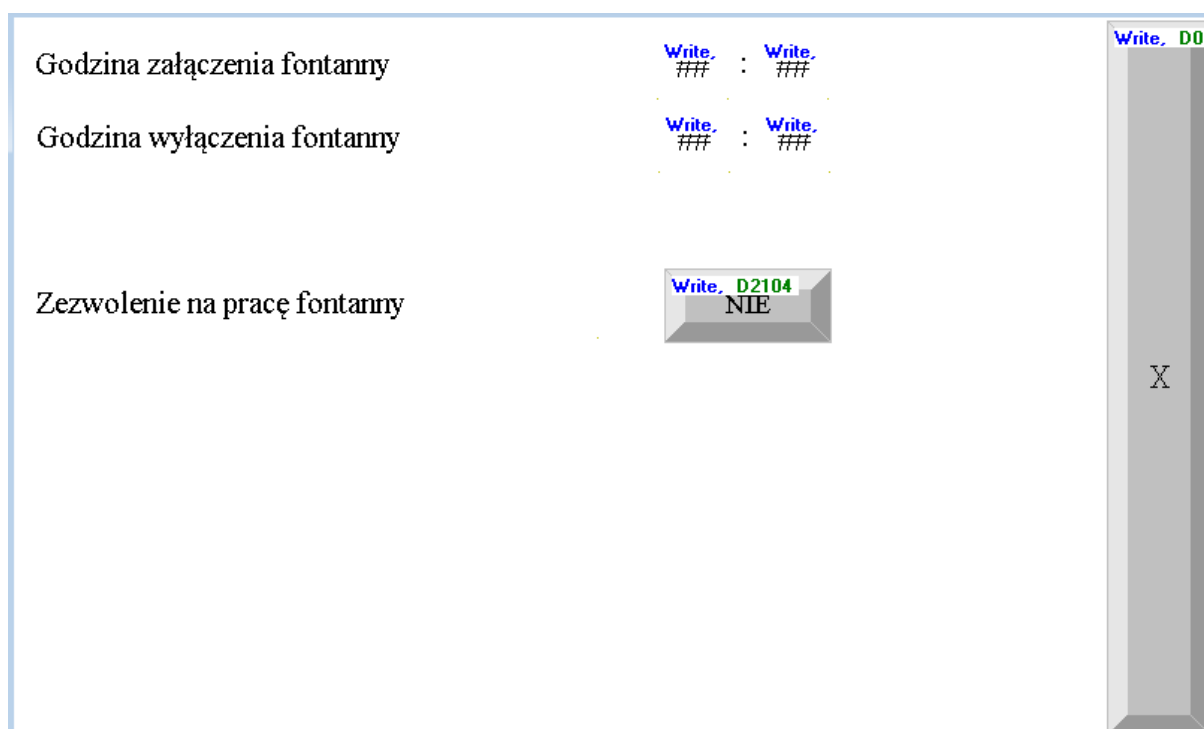 Godzina załączenia fontanny Write, ## : Write, ## Write, D0
Godzina wyłączenia fontanny Write, ## : Write, ##
Zezwolenie na pracę fontanny Write, D2104 NIE
X